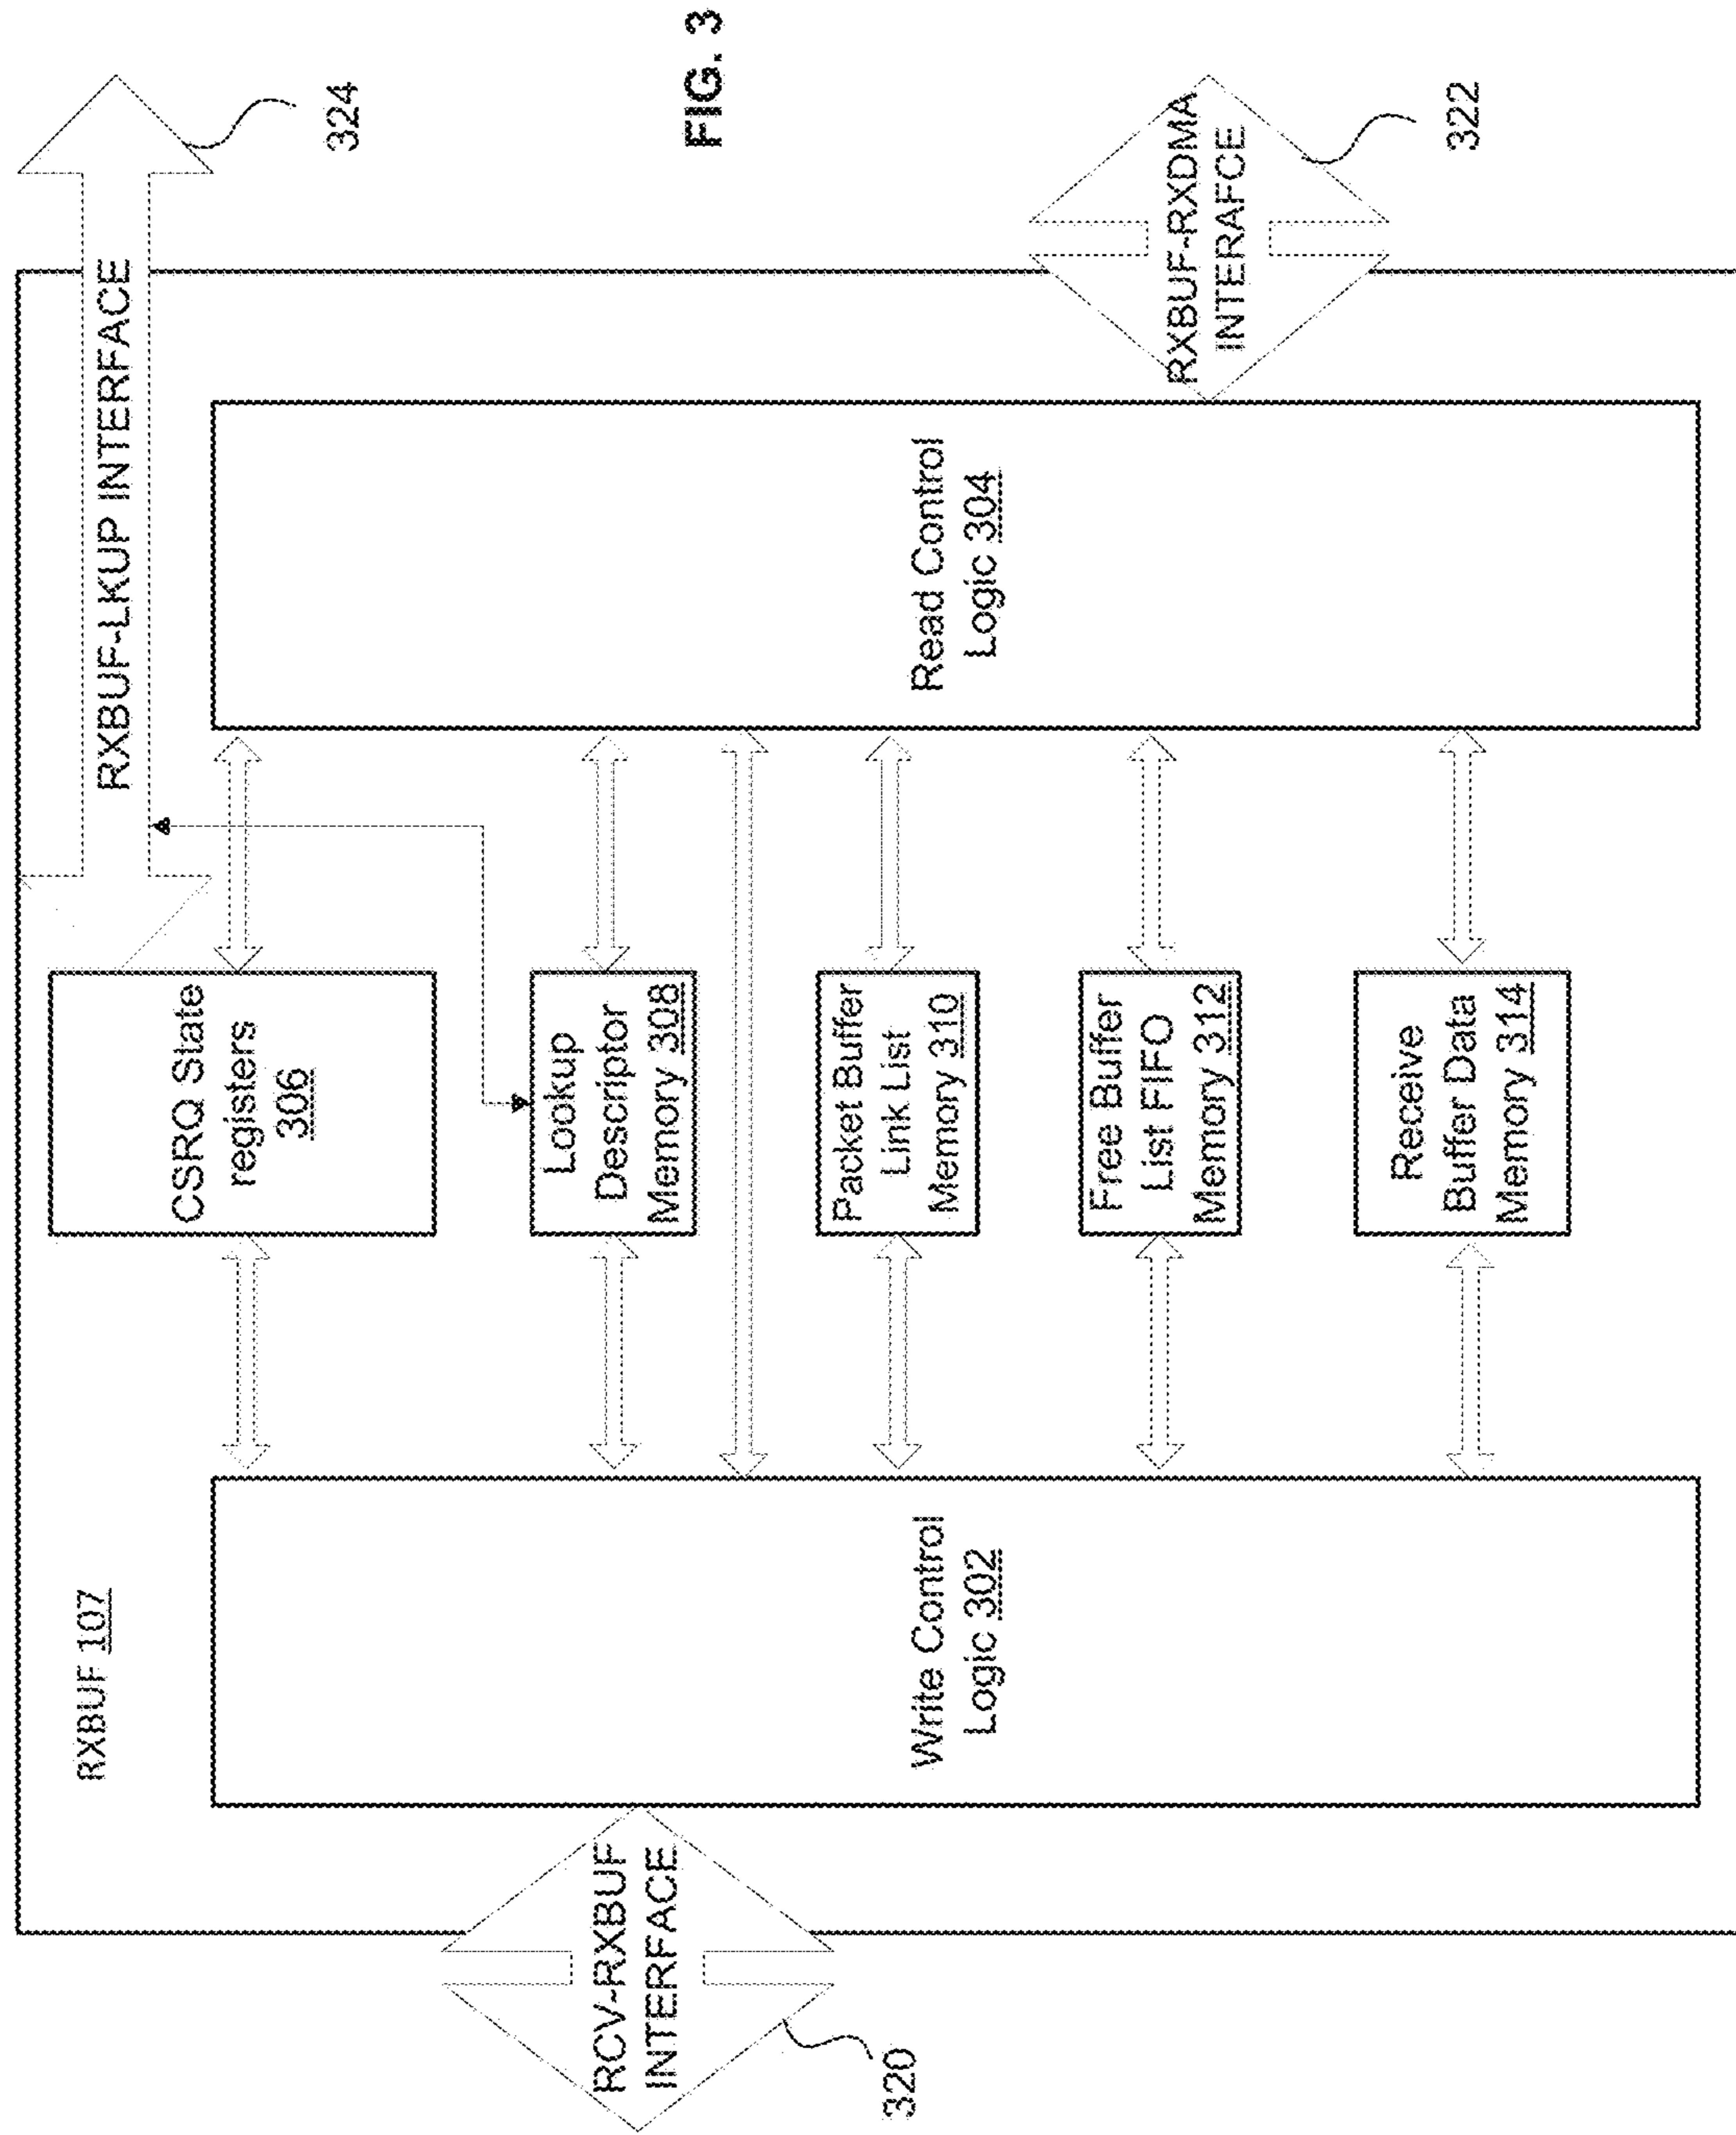 RXBUF 107
RXBUF-LKUP INTERFACE
324
RCV-RXBUF
INTERFACE
320
Write Control
Logic 302
CSRQ State
registers
306
Lookup
Descriptor
Memory 308
Packet Buffer
Link List
Memory 310
Free Buffer
List FIFO
Memory 312
Receive
Buffer Data
Memory 314
Read Control
Logic 304
RXBUF-RXDMA
INTERAFCE
322
FIG. 3